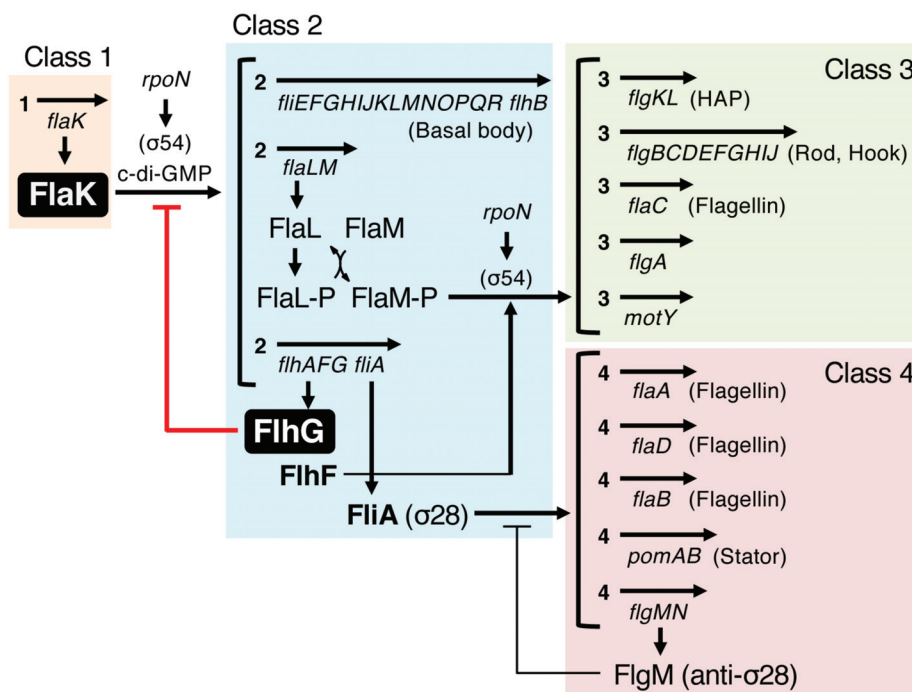 Class 1
1
flaK
FlaK
rpoN
(σ54)
c-di-GMP
Class 2
2
fliEFGHIJKLMNOPQR flhB
(Basal body)
2
flaLM
FlaL FlaM
FlaL-P FlaM-P
rpoN
(σ54)
2
flhAFG fliA
FlhG
FlhF
FliA (σ28)
Class 3
3
flgKL (HAP)
3
flgBCDEFGHIJ (Rod, Hook)
3
flaC (Flagellin)
3
flgA
3
motY
Class 4
4
flaA (Flagellin)
4
flaD (Flagellin)
4
flaB (Flagellin)
4
pomAB (Stator)
4
flgMN
FlgM (anti-σ28)